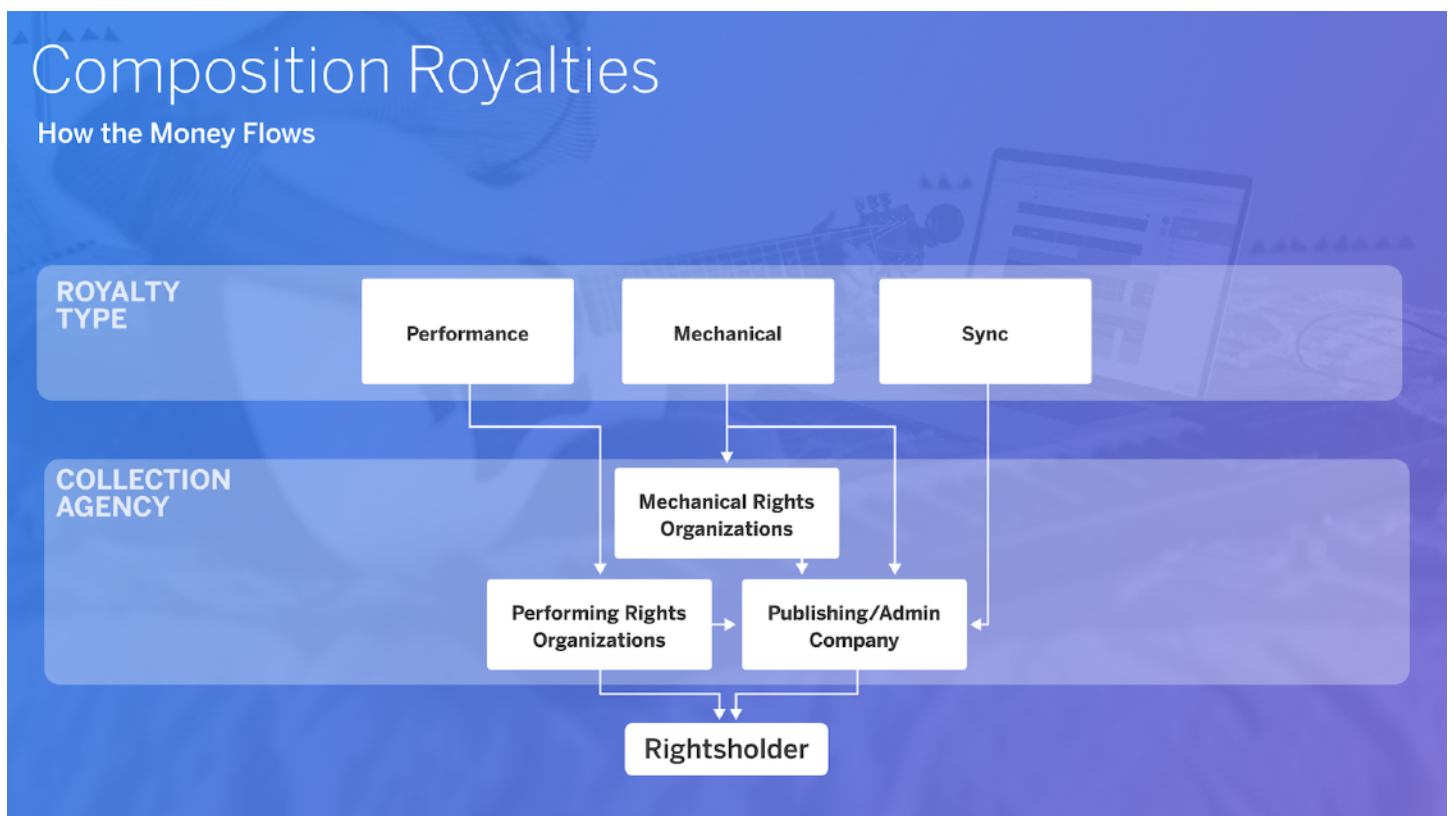 Composition Royalties
How the Money Flows
ROYALTY
TYPE
Performance
Mechanical
Sync
COLLECTION
AGENCY
Mechanical Rights
Organizations
Performing Rights
Organizations
Publishing/Admin
Company
Rightsholder